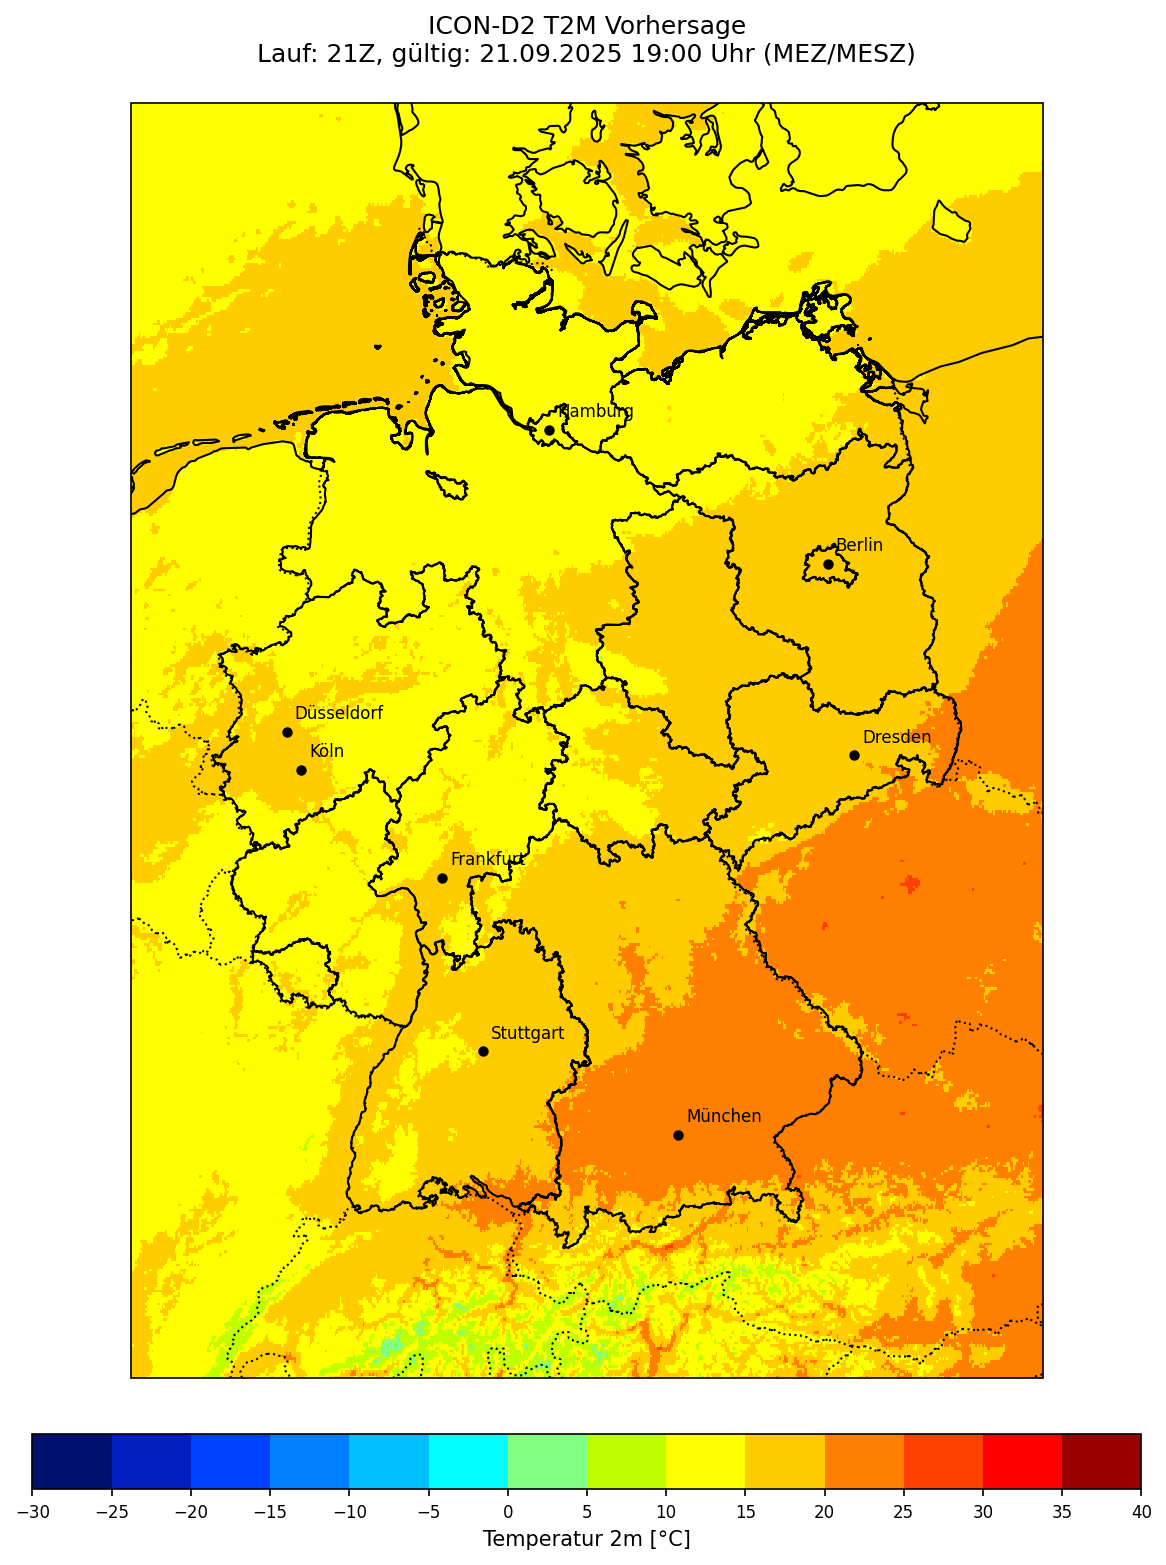 ICON-D2 T2M Vorhersage
Lauf: 21Z, gültig: 21.09.2025 19:00 Uhr (MEZ/MESZ)
Hamburg
Berlin
Düsseldorf
Dresden
Köln
Frankfurt
Stuttgart
München
−30 −25 −20 −15 −10 −5 0 5 10 15 20 25 30 35 40
Temperatur 2m [°C]